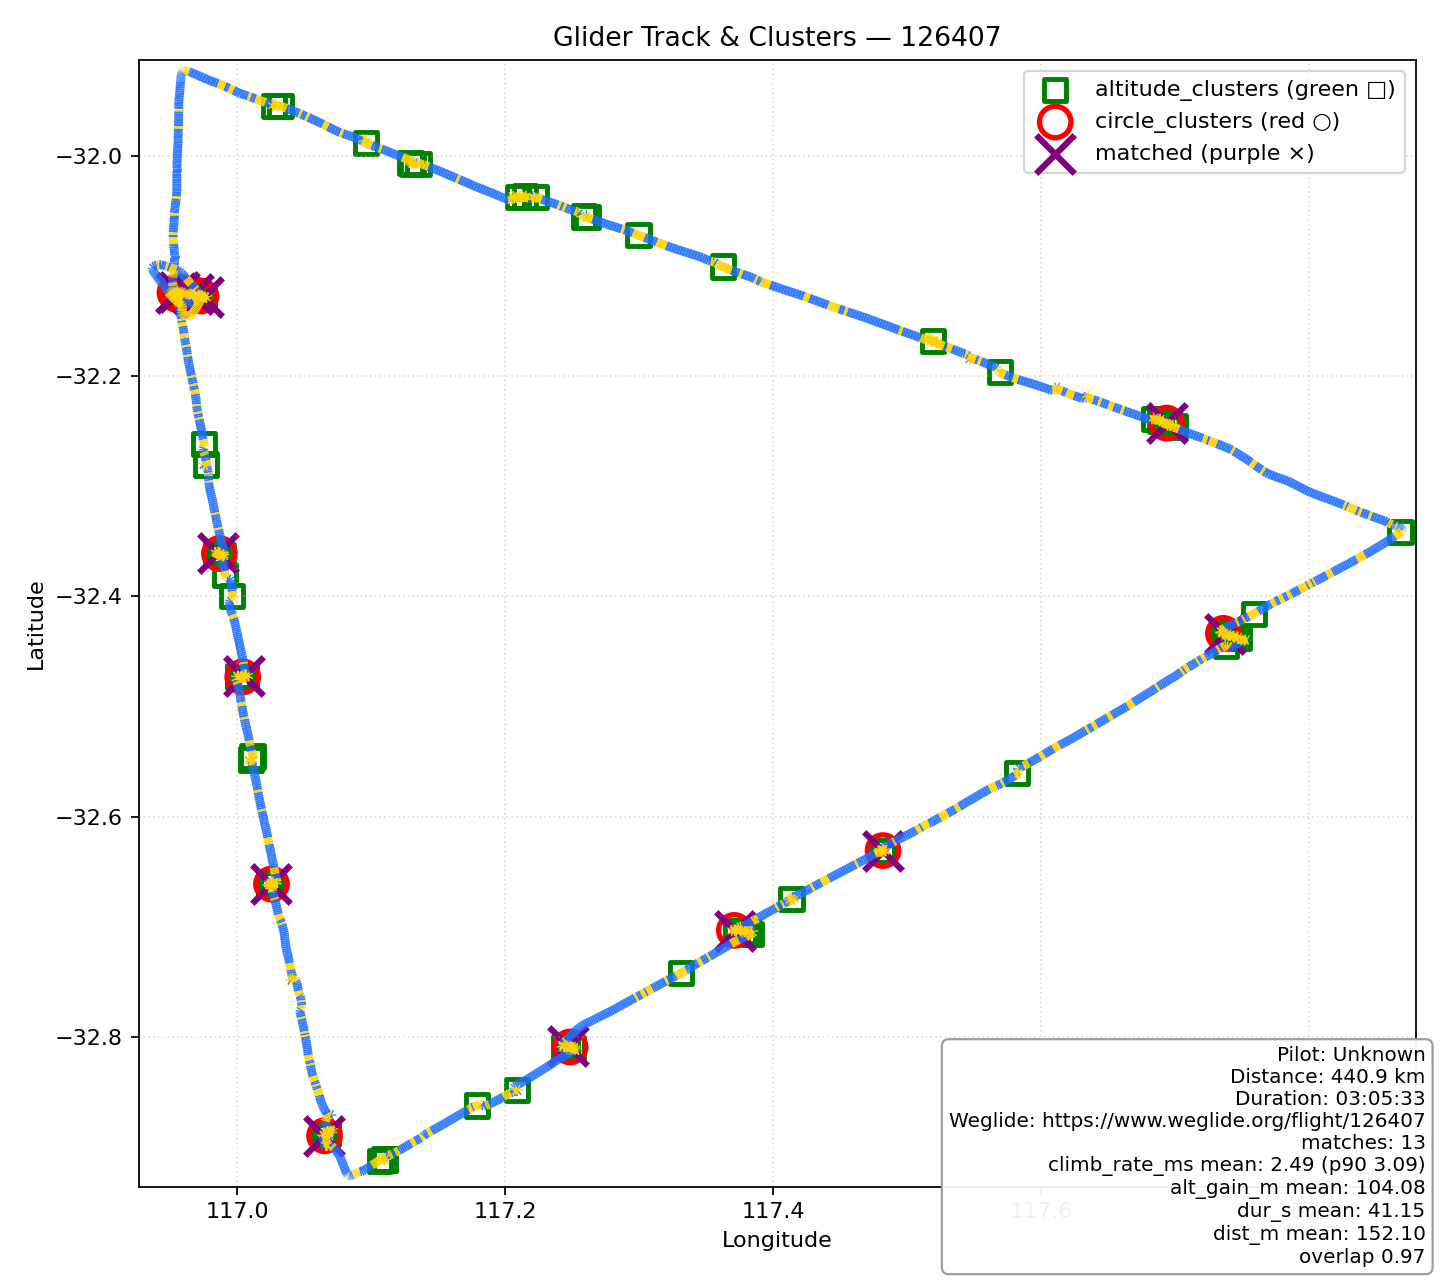 Glider Track & Clusters — 126407
altitude_clusters (green □)
circle_clusters (red ○)
matched (purple ×)
Latitude
−32.0
−32.2
−32.4
−32.6
−32.8
117.0
117.2
117.4
117.6
Longitude
Pilot: Unknown
Distance: 440.9 km
Duration: 03:05:33
Weglide: https://www.weglide.org/flight/126407
matches: 13
climb_rate_ms mean: 2.49 (p90 3.09)
alt_gain_m mean: 104.08
dur_s mean: 41.15
dist_m mean: 152.10
overlap 0.97